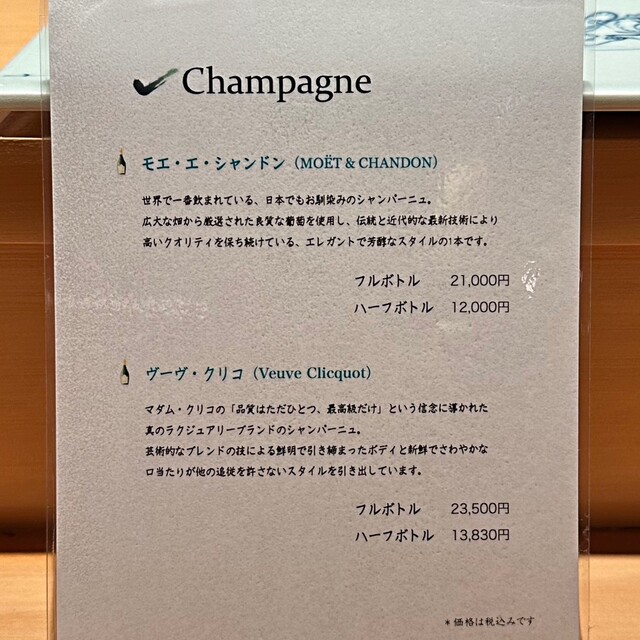 Champagne
モエ・エ・シャンドン（MOËT & CHANDON）
世界で一番飲まれている、日本でもお馴染みのシャンパーニュ。
広大な畑から厳選された良質な葡萄を使用し、伝統と近代的な最新技術により
高いクオリティを保ち続けている、エレガントで芳醇なスタイルの1本です。
フルボトル 21,000円
ハーフボトル 12,000円
ヴーヴ・クリコ（Veuve Clicquot）
マダム・クリコの「品質はただひとつ、最高級だけ」という信念に導かれた
真のラクジュアリーブランドのシャンパーニュ。
芸術的なブレンドの技による鮮明で引き締まったボディと新鮮でさわやかな
口当たりが他の追従を許さないスタイルを引き出しています。
フルボトル 23,500円
ハーフボトル 13,830円
＊価格は税込みです